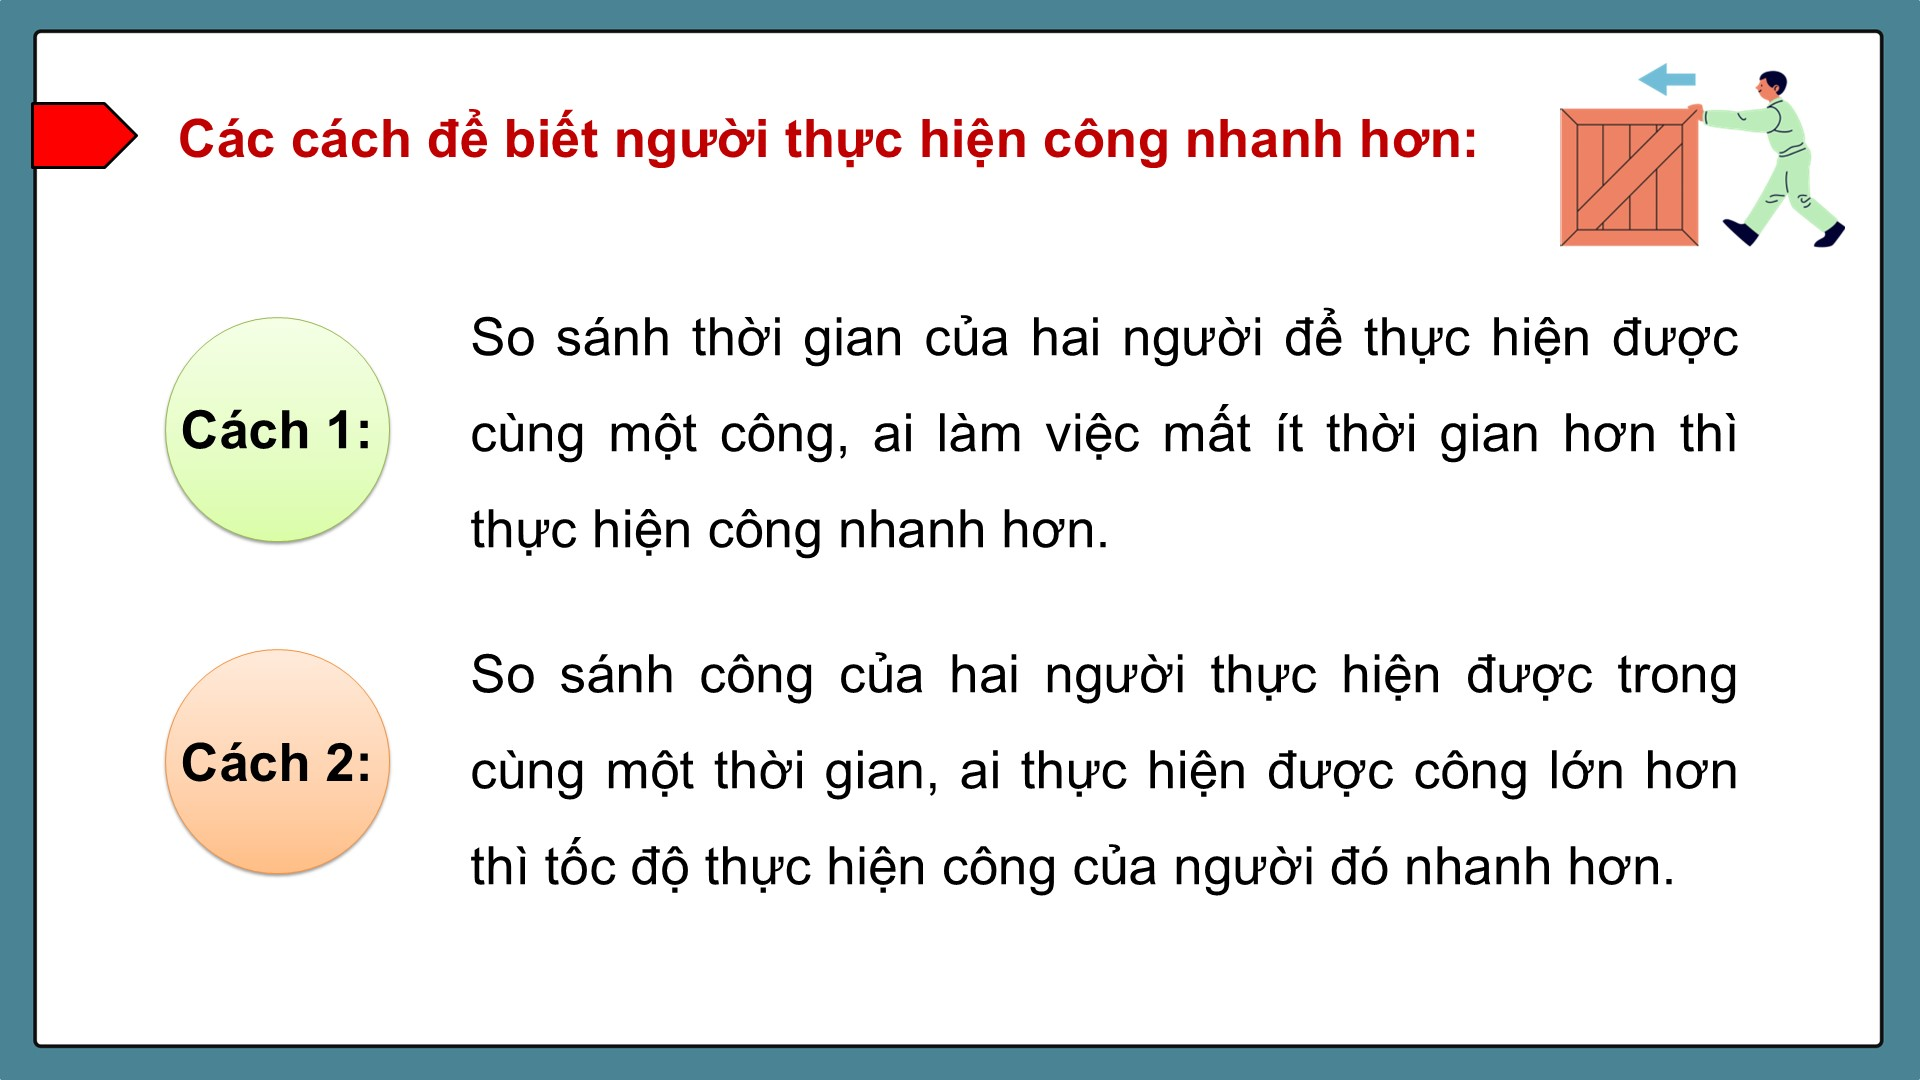 Các cách để biết người thực hiện công nhanh hơn:
Cách 1:
So sánh thời gian của hai người để thực hiện được
cùng một công, ai làm việc mất ít thời gian hơn thì
thực hiện công nhanh hơn.
Cách 2:
So sánh công của hai người thực hiện được trong
cùng một thời gian, ai thực hiện được công lớn hơn
thì tốc độ thực hiện công của người đó nhanh hơn.